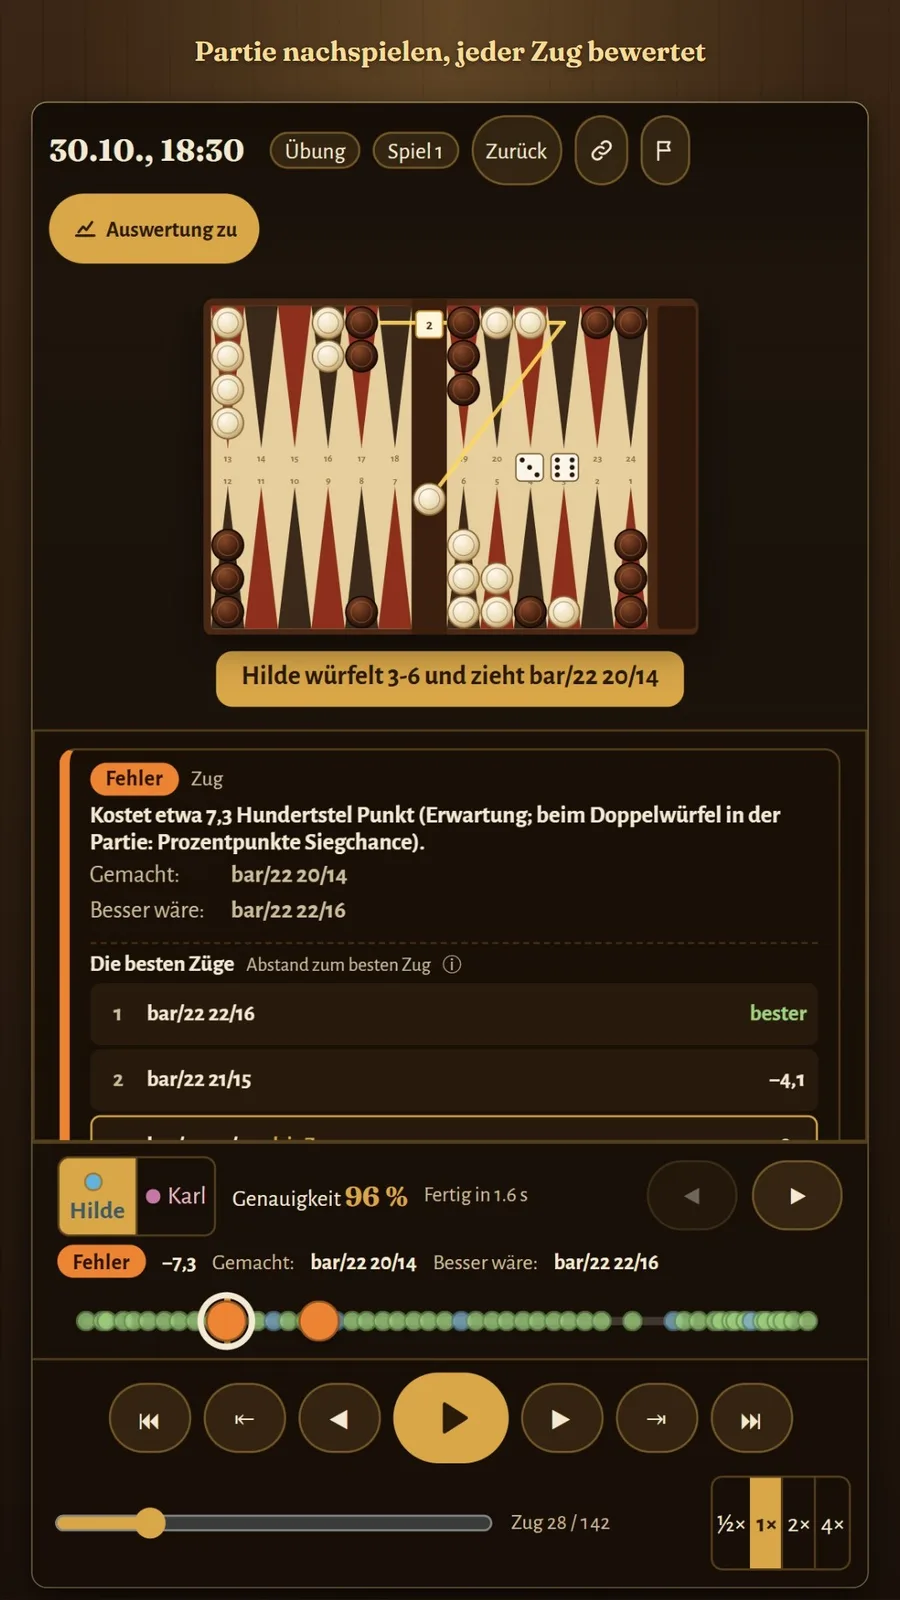 Partie nachspielen, jeder Zug bewertet
30.10., 18:30 Übung Spiel 1 Zurück
Auswertung zu
2
13 14 15 16 17 18 19 20 23 24
12 11 10 9 8 7 6 5 2 1
Hilde würfelt 3-6 und zieht bar/22 20/14
Fehler Zug
Kostet etwa 7,3 Hundertstel Punkt (Erwartung; beim Doppelwürfel in der
Partie: Prozentpunkte Siegchance).
Gemacht: bar/22 20/14
Besser wäre: bar/22 22/16
Die besten Züge Abstand zum besten Zug
1 bar/22 22/16 bester
2 bar/22 21/15 −4,1
Hilde Karl Genauigkeit 96 % Fertig in 1.6 s
Fehler −7,3 Gemacht: bar/22 20/14 Besser wäre: bar/22 22/16
Zug 28 / 142 ½× 1× 2× 4×